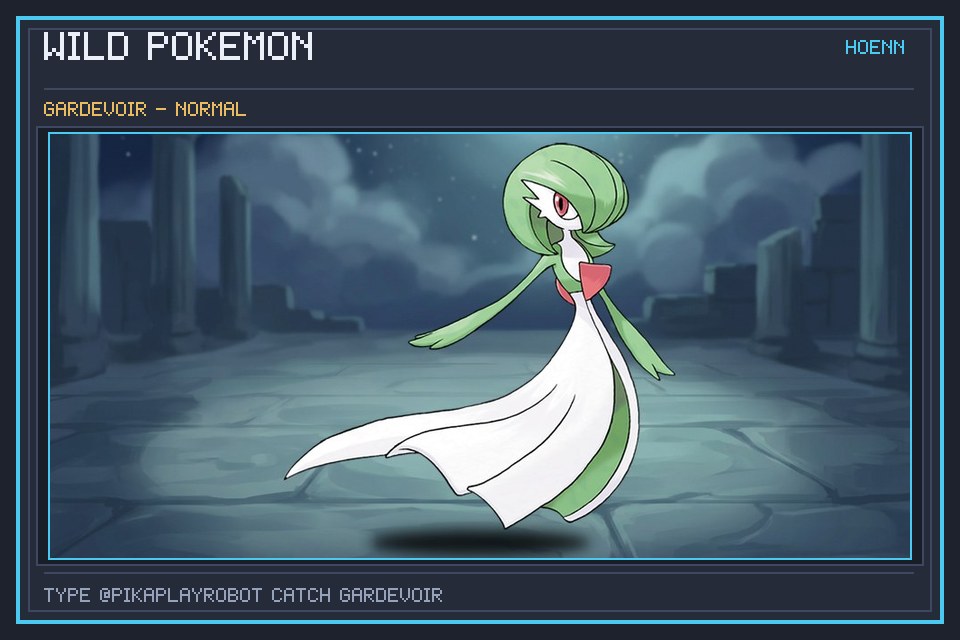 WILD POKEMON
HOENN
GARDEVOIR - NORMAL
TYPE @PIKAPLAYROBOT CATCH GARDEVOIR